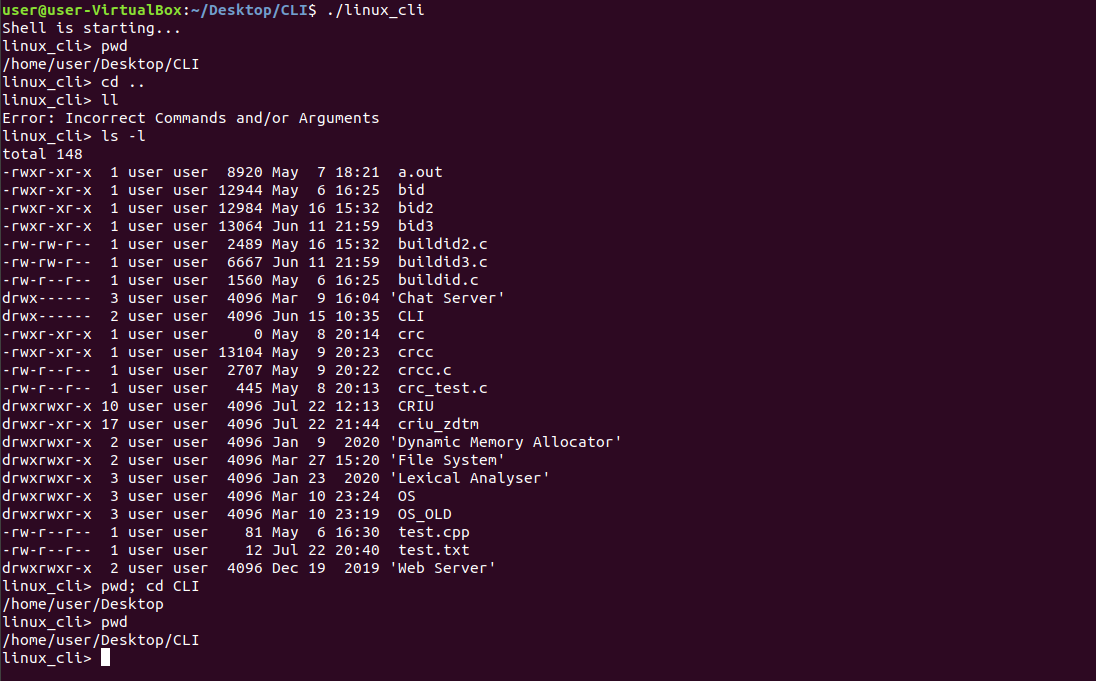 user@user-VirtualBox:~/Desktop/CLI$ ./linux_cli
Shell is starting...
linux_cli> pwd
/home/user/Desktop/CLI
linux_cli> cd ..
linux_cli> ll
Error: Incorrect Commands and/or Arguments
linux_cli> ls -l
total 148
-rwxr-xr-x  1 user user  8920 May  7 18:21  a.out
-rwxr-xr-x  1 user user 12944 May  6 16:25  bid
-rwxr-xr-x  1 user user 12984 May 16 15:32  bid2
-rwxr-xr-x  1 user user 13064 Jun 11 21:59  bid3
-rw-rw-r--  1 user user  2489 May 16 15:32  buildid2.c
-rw-rw-r--  1 user user  6667 Jun 11 21:59  buildid3.c
-rw-r--r--  1 user user  1560 May  6 16:25  buildid.c
drwx------  3 user user  4096 Mar  9 16:04 'Chat Server'
drwx------  2 user user  4096 Jun 15 10:35  CLI
-rwxr-xr-x  1 user user     0 May  8 20:14  crc
-rwxr-xr-x  1 user user 13104 May  9 20:23  crcc
-rw-r--r--  1 user user  2707 May  9 20:22  crcc.c
-rw-r--r--  1 user user   445 May  8 20:13  crc_test.c
drwxrwxr-x 10 user user  4096 Jul 22 12:13  CRIU
drwxr-xr-x 17 user user  4096 Jul 22 21:44  criu_zdtm
drwxrwxr-x  2 user user  4096 Jan  9  2020 'Dynamic Memory Allocator'
drwxrwxr-x  2 user user  4096 Mar 27 15:20 'File System'
drwxrwxr-x  3 user user  4096 Jan 23  2020 'Lexical Analyser'
drwxrwxr-x  3 user user  4096 Mar 10 23:24  OS
drwxrwxr-x  3 user user  4096 Mar 10 23:19  OS_OLD
-rw-r--r--  1 user user    81 May  6 16:30  test.cpp
-rw-r--r--  1 user user    12 Jul 22 20:40  test.txt
drwxrwxr-x  2 user user  4096 Dec 19  2019 'Web Server'
linux_cli> pwd; cd CLI
/home/user/Desktop
linux_cli> pwd
/home/user/Desktop/CLI
linux_cli>